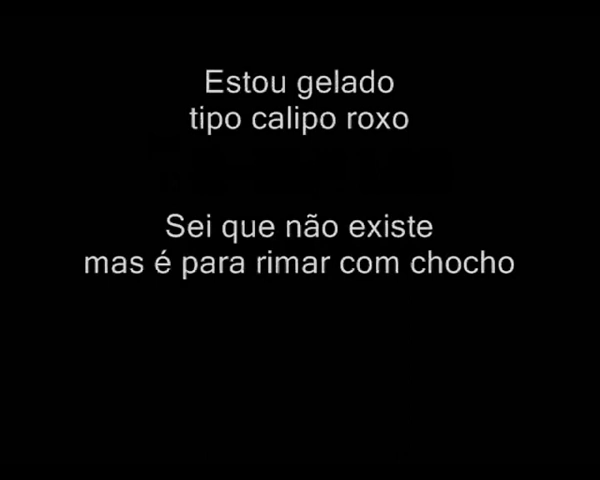 Estou gelado
tipo calipo roxo
Sei que não existe
mas é para rimar com chocho